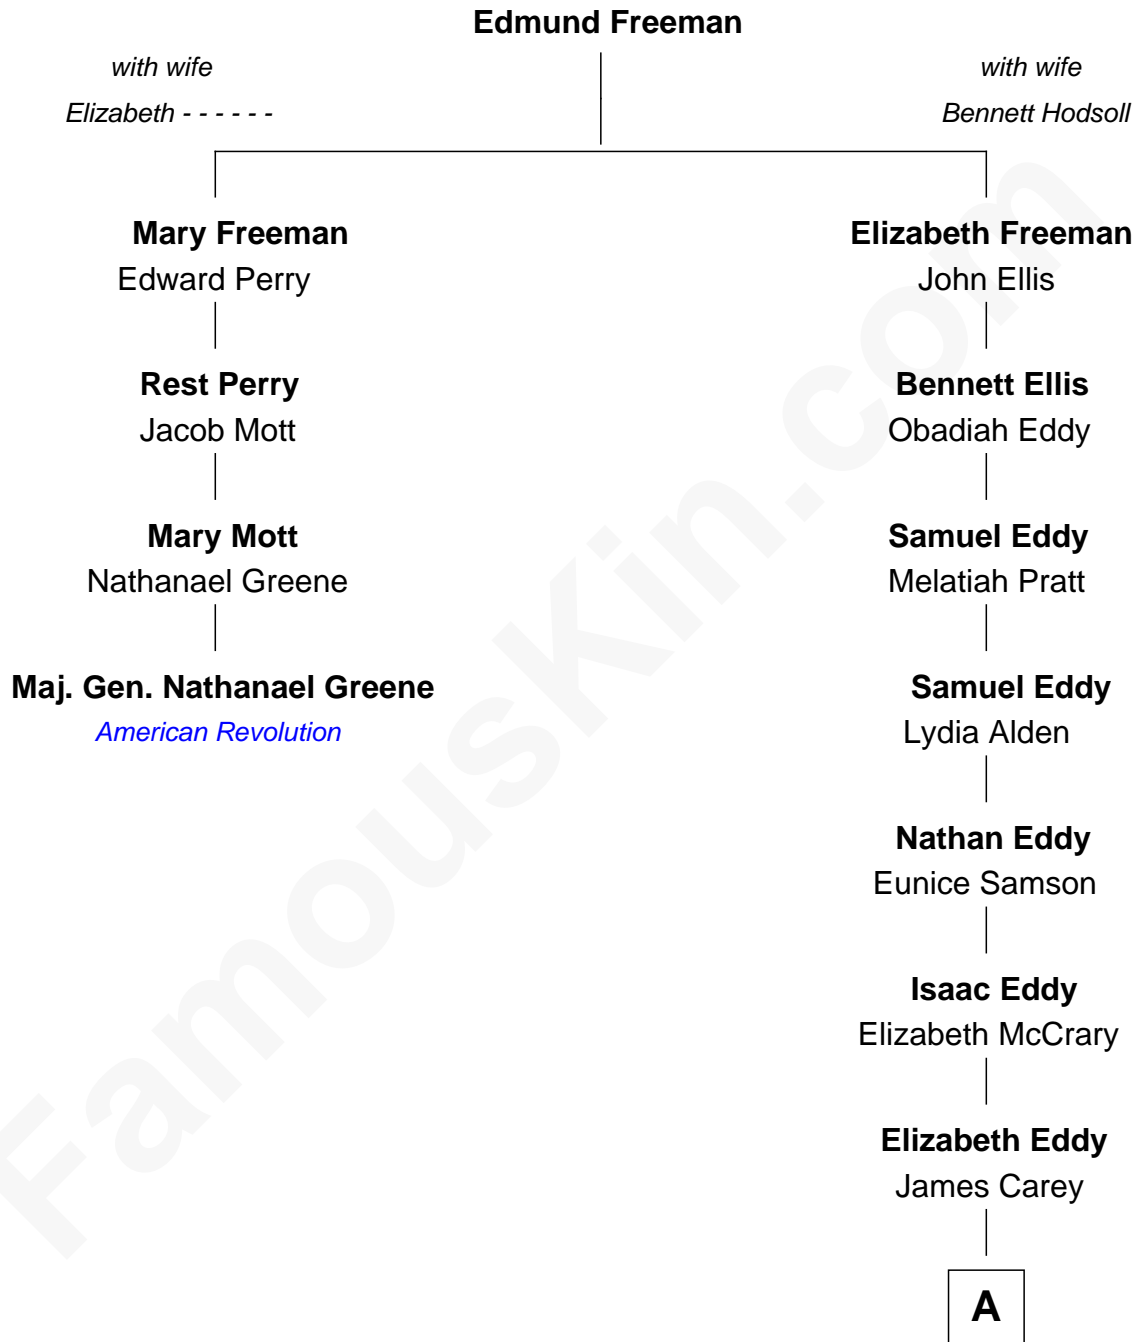 Edmund Freeman
with wife
Elizabeth - - - - - -
with wife
Bennett Hodsoll
Mary Freeman
Edward Perry
Rest Perry
Jacob Mott
Mary Mott
Nathanael Greene
Maj. Gen. Nathanael Greene
American Revolution
Elizabeth Freeman
John Ellis
Bennett Ellis
Obadiah Eddy
Samuel Eddy
Melatiah Pratt
Samuel Eddy
Lydia Alden
Nathan Eddy
Eunice Samson
Isaac Eddy
Elizabeth McCrary
Elizabeth Eddy
James Carey
A
FamousKin.com